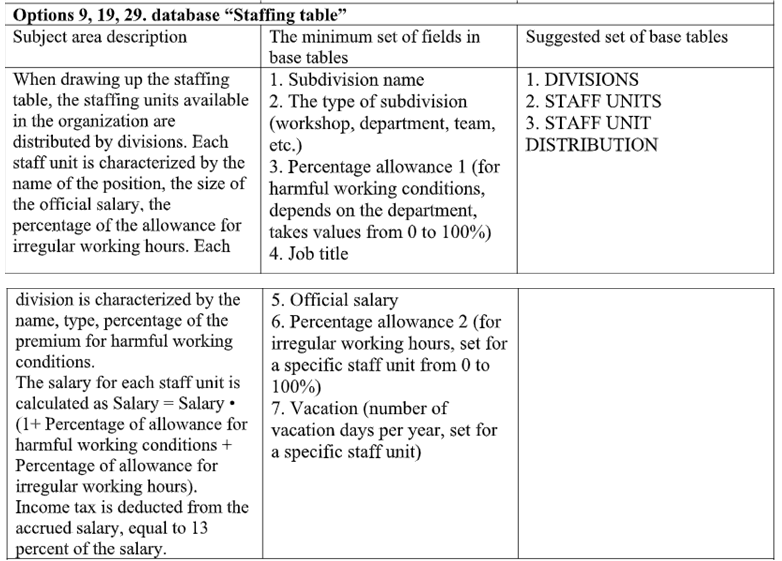 Options 9, 19, 29. database “Staffing table”
Subject area description
The minimum set of fields in
base tables
Suggested set of base tables
When drawing up the staffing
table, the staffing units available
in the organization are
distributed by divisions. Each
staff unit is characterized by the
name of the position, the size of
the official salary, the
percentage of the allowance for
irregular working hours. Each
1. Subdivision name
2. The type of subdivision
(workshop, department, team,
etc.)
3. Percentage allowance 1 (for
harmful working conditions,
depends on the department,
takes values from 0 to 100%)
4. Job title
1. DIVISIONS
2. STAFF UNITS
3. STAFF UNIT
DISTRIBUTION
division is characterized by the
name, type, percentage of the
premium for harmful working
conditions.
The salary for each staff unit is
calculated as Salary = Salary •
(1+ Percentage of allowance for
harmful working conditions +
Percentage of allowance for
irregular working hours).
Income tax is deducted from the
accrued salary, equal to 13
percent of the salary.
5. Official salary
6. Percentage allowance 2 (for
irregular working hours, set for
a specific staff unit from 0 to
100%)
7. Vacation (number of
vacation days per year, set for
a specific staff unit)